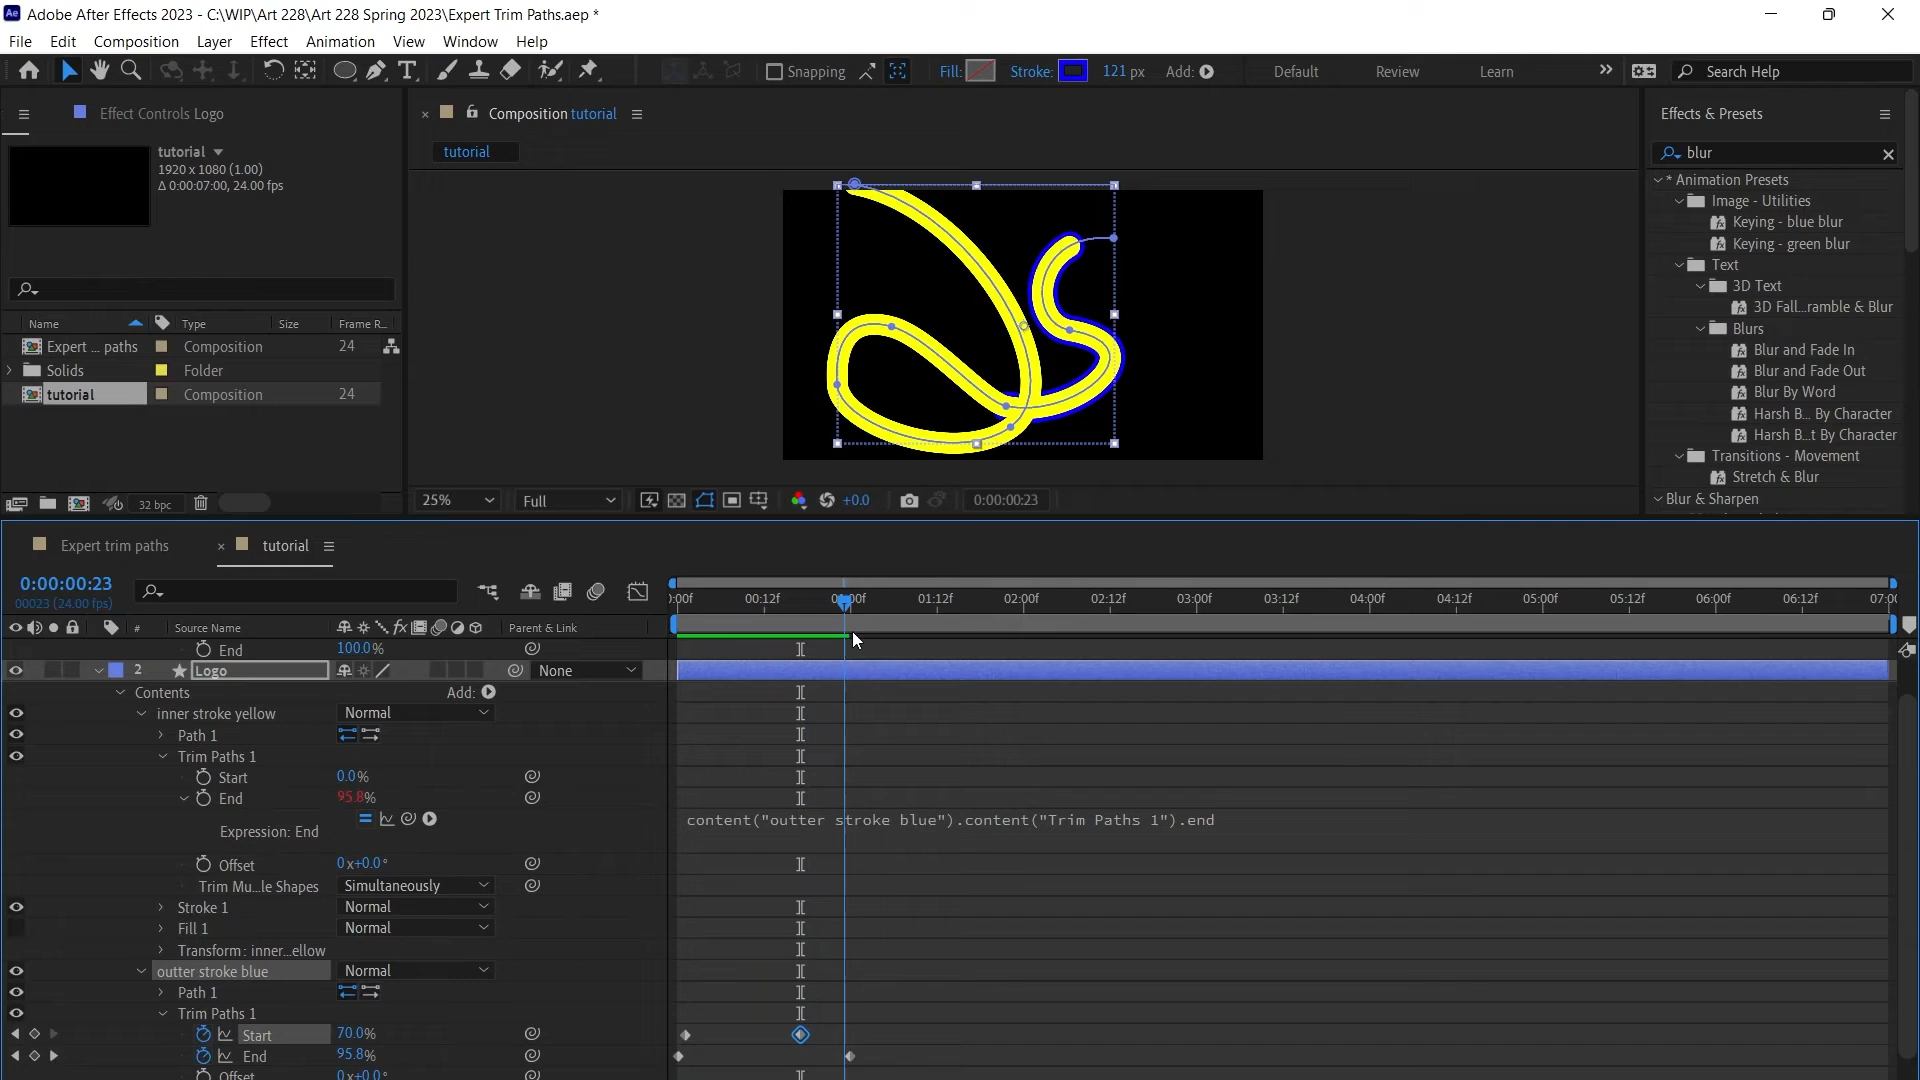 Adobe After Effects 2023 - C:\WIP\Art 228\Art 228 Spring 2023\Expert Trim Paths.aep *
File Edit Composition Layer Effect Animation View Window Help
Snapping Fill: Stroke: 121 px Add: Default Review Learn Search Help
Effect Controls Logo
Composition tutorial
Effects & Presets
tutorial
1920 x 1080 (1.00)
Δ 0:00:07:00, 24.00 fps
tutorial
blur
* Animation Presets
Image - Utilities
Keying - blue blur
Keying - green blur
Text
3D Text
3D Fall...ramble & Blur
Blurs
Blur and Fade In
Blur and Fade Out
Blur By Word
Harsh B... By Character
Harsh B...t By Character
Transitions - Movement
Stretch & Blur
Blur & Sharpen
Name Type Size Frame R...
Expert ... paths Composition 24
Solids Folder
tutorial Composition 24
32 bpc
25% Full +0.0 0:00:00:23
Expert trim paths tutorial
0:00:00:23
00023 (24.00 fps)
00:12f 01:12f 02:00f 02:12f 03:00f 03:12f 04:00f 04:12f 05:00f 05:12f 06:00f 06:12f
# Source Name Parent & Link
End 100.0%
2 Logo None
Contents Add:
inner stroke yellow Normal
Path 1
Trim Paths 1
Start 0.0%
End 95.8%
Expression: End content("outter stroke blue").content("Trim Paths 1").end
Offset 0x+0.0°
Trim Mu...le Shapes Simultaneously
Stroke 1 Normal
Fill 1 Normal
Transform: inner...ellow
outter stroke blue Normal
Path 1
Trim Paths 1
Start 70.0%
End 95.8%
Offset 0x+0.0°